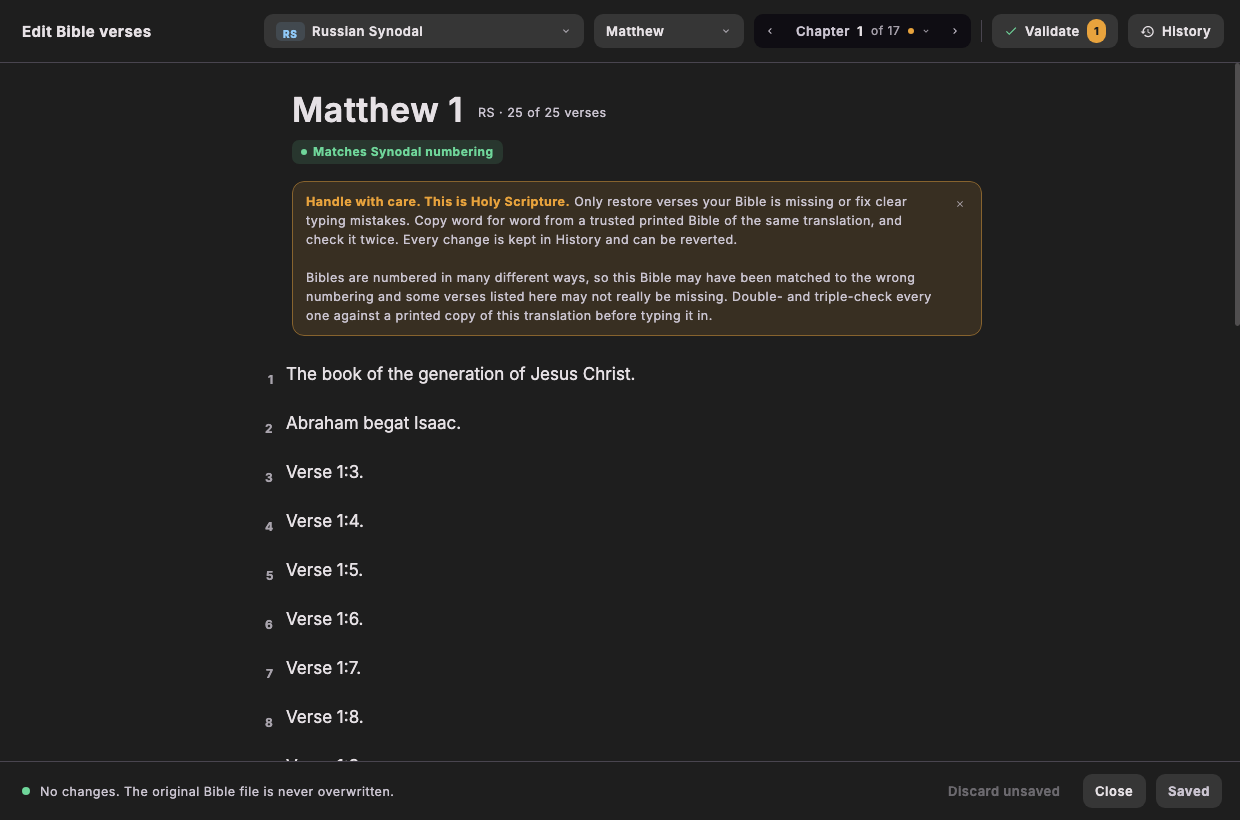 Edit Bible verses
RS Russian Synodal
Matthew
Chapter 1 of 17
Validate 1
History
Matthew 1 RS · 25 of 25 verses
Matches Synodal numbering
Handle with care. This is Holy Scripture. Only restore verses your Bible is missing or fix clear
typing mistakes. Copy word for word from a trusted printed Bible of the same translation, and
check it twice. Every change is kept in History and can be reverted.
Bibles are numbered in many different ways, so this Bible may have been matched to the wrong
numbering and some verses listed here may not really be missing. Double- and triple-check every
one against a printed copy of this translation before typing it in.
1 The book of the generation of Jesus Christ.
2 Abraham begat Isaac.
3 Verse 1:3.
4 Verse 1:4.
5 Verse 1:5.
6 Verse 1:6.
7 Verse 1:7.
8 Verse 1:8.
No changes. The original Bible file is never overwritten.
Discard unsaved
Close
Saved